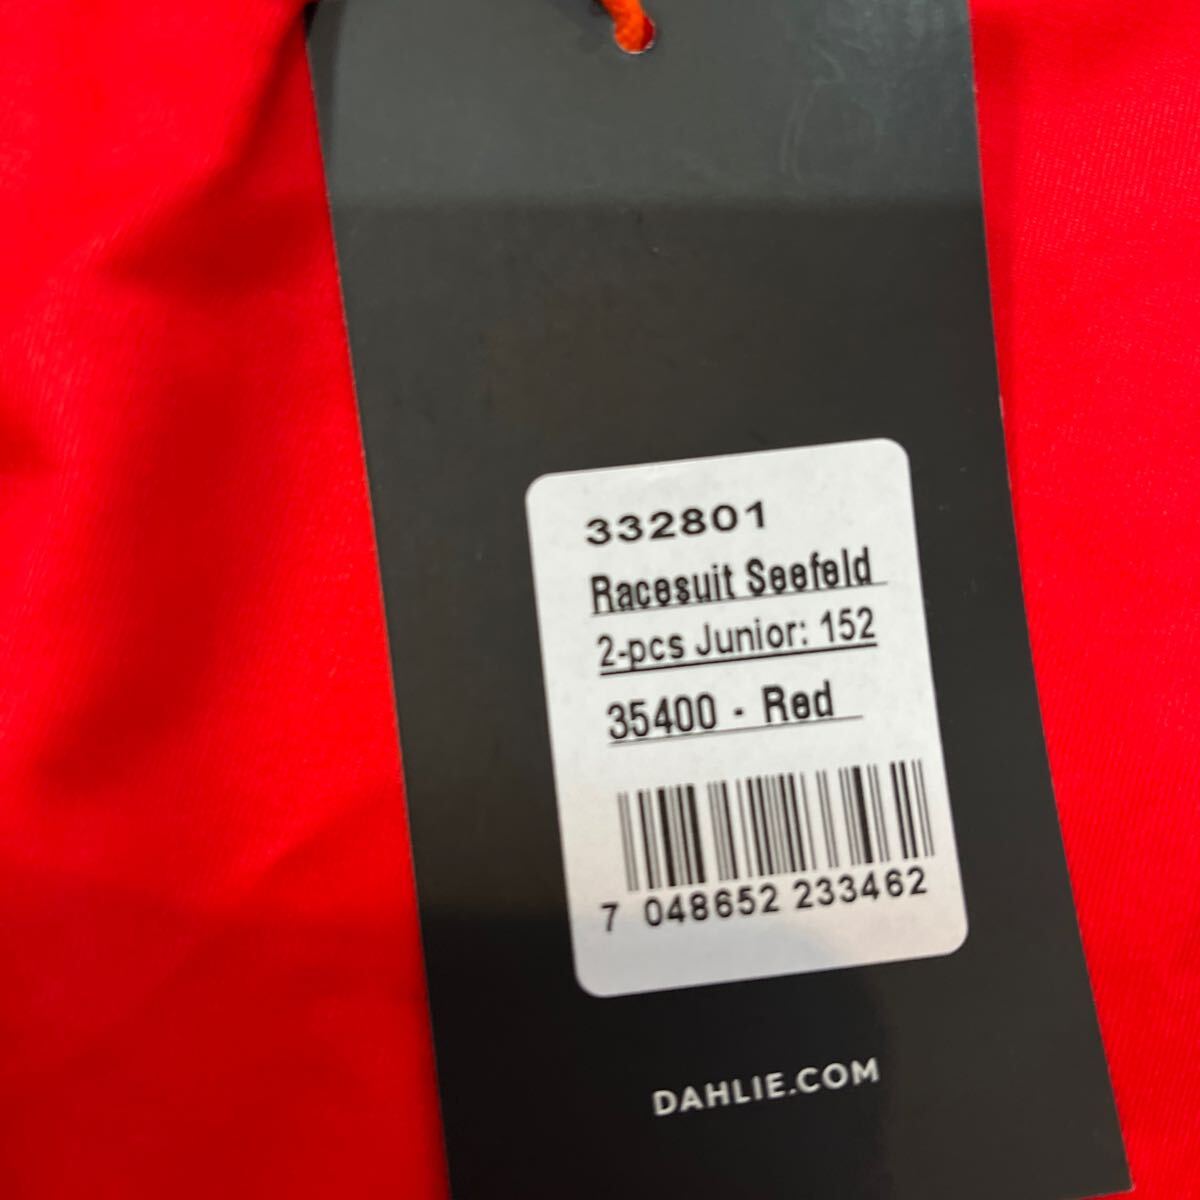 332801
Racesuit Seefeld
2-pcs Junior: 152
35400 - Red
7 048652 233462
DAHLIE.COM